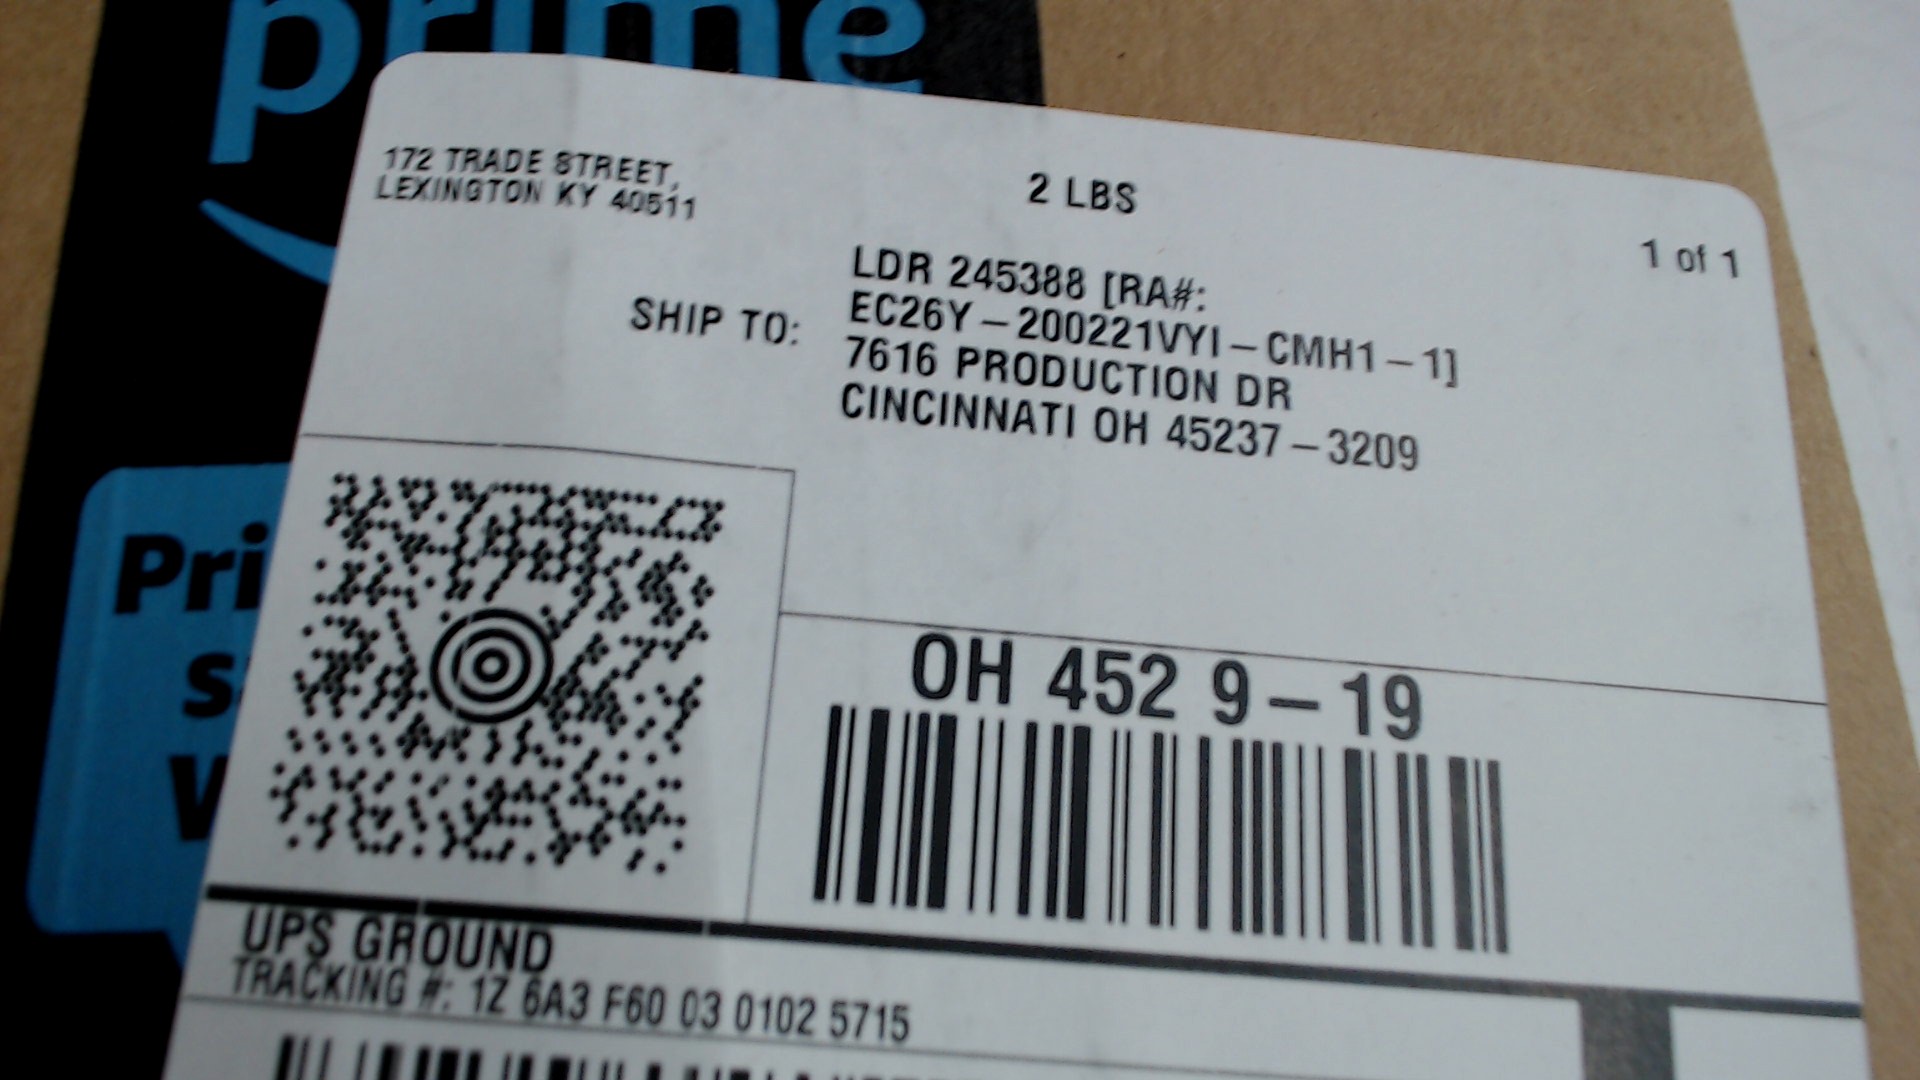 prime
172 TRADE STREET,
LEXINGTON KY 40511
2 LBS
1 of 1
SHIP TO:
LDR 245388 [RA#:
EC26Y-200221VYI-CMH1-1]
7616 PRODUCTION DR
CINCINNATI OH 45237-3209
Pri
OH 452 9-19
UPS GROUND
TRACKING #: 1Z 6A3 F60 03 0102 5715